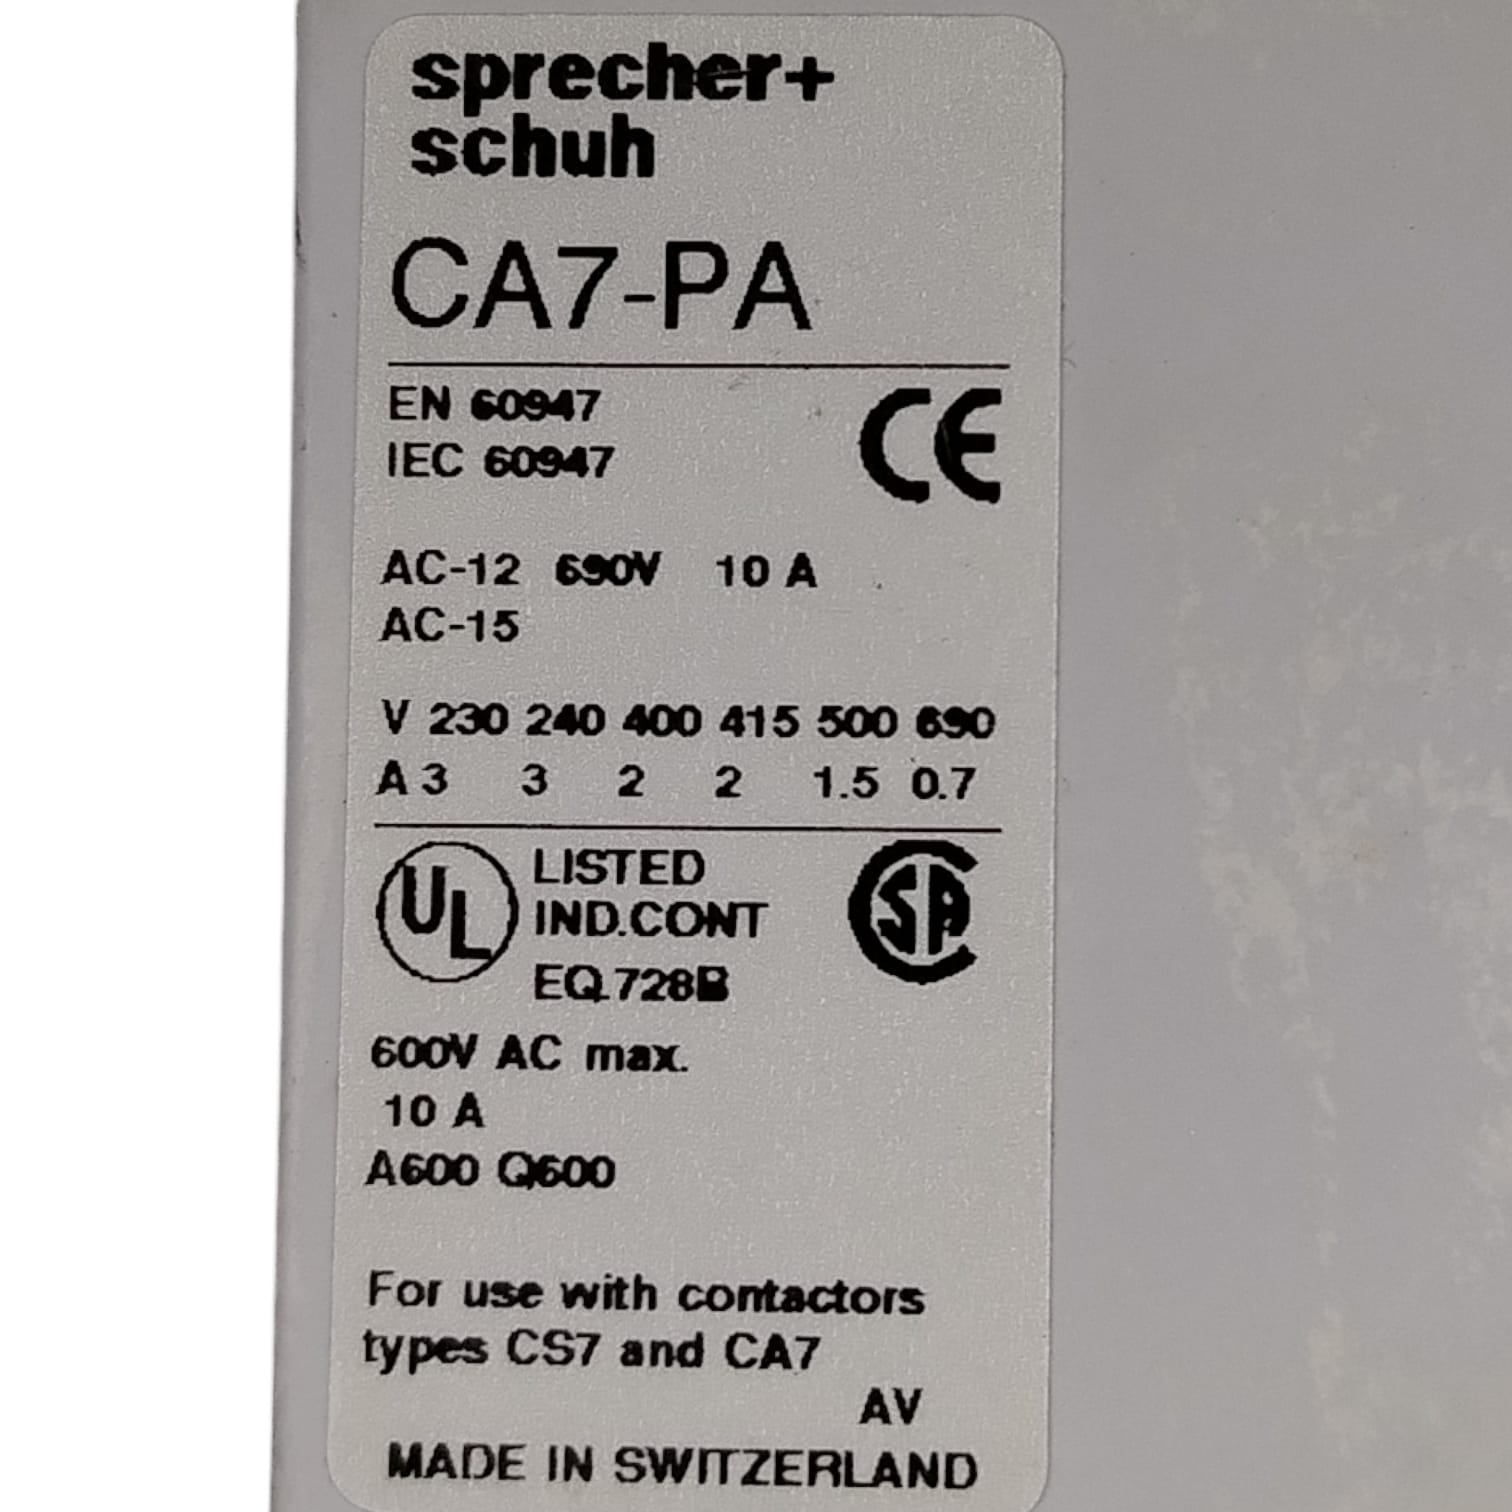 sprecher+
schuh
CA7-PA
EN 60947
IEC 60947
CE
AC-12 690V 10 A
AC-15
V 230 240 400 415 500 690
A 3 3 2 2 1.5 0.7
UL LISTED
IND.CONT
EQ.728B
SA
600V AC max.
10 A
A600 Q600
For use with contactors
types CS7 and CA7
AV
MADE IN SWITZERLAND